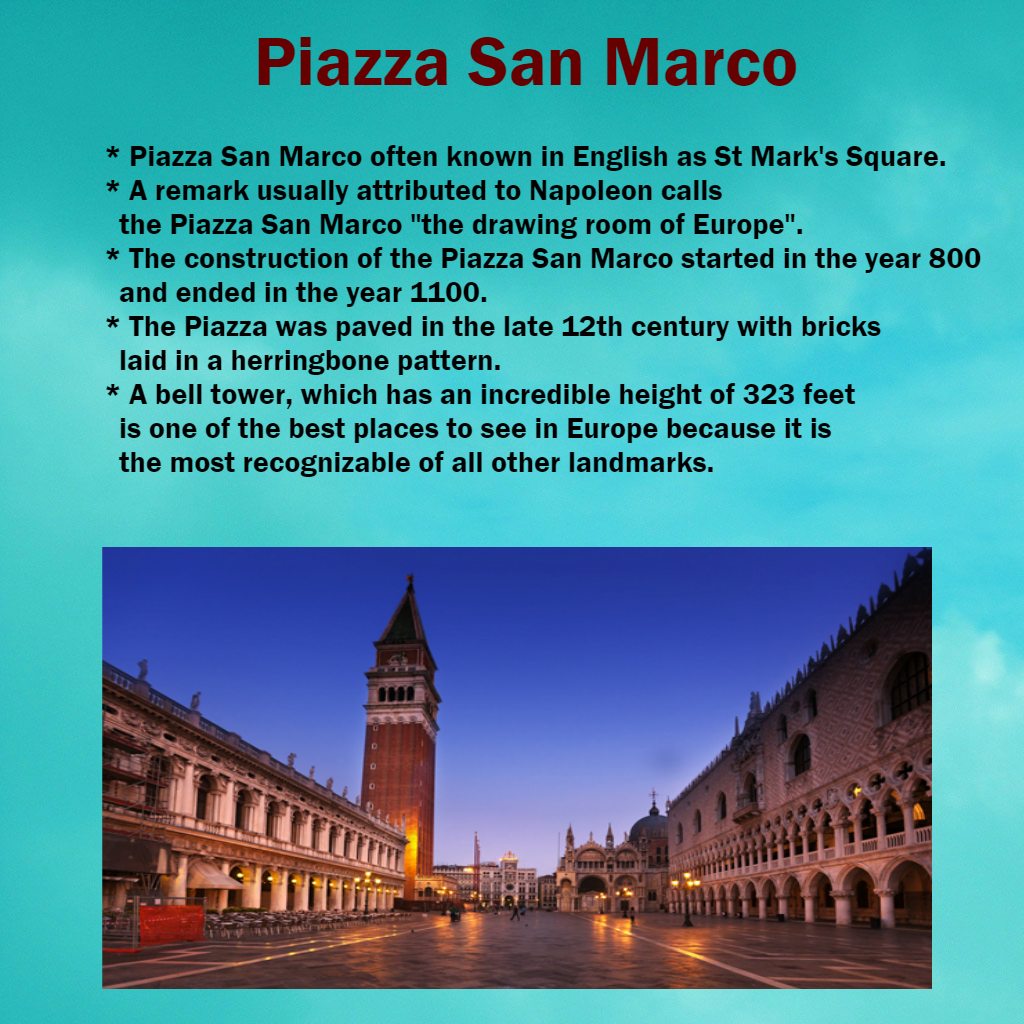 Piazza San Marco
* Piazza San Marco often known in English as St Mark's Square.
* A remark usually attributed to Napoleon calls
the Piazza San Marco "the drawing room of Europe".
* The construction of the Piazza San Marco started in the year 800
and ended in the year 1100.
* The Piazza was paved in the late 12th century with bricks
laid in a herringbone pattern.
* A bell tower, which has an incredible height of 323 feet
is one of the best places to see in Europe because it is
the most recognizable of all other landmarks.